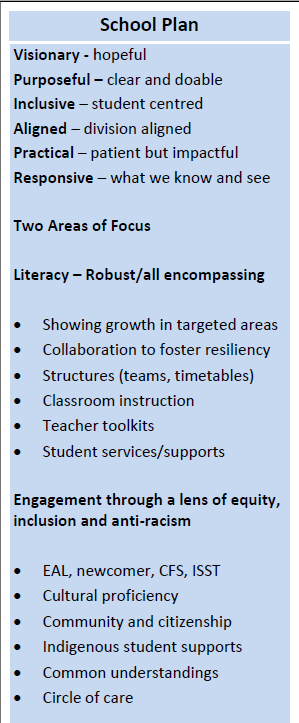 School Plan
Visionary - hopeful
Purposeful – clear and doable
Inclusive – student centred
Aligned – division aligned
Practical – patient but impactful
Responsive – what we know and see
Two Areas of Focus
Literacy – Robust/all encompassing
• Showing growth in targeted areas
• Collaboration to foster resiliency
• Structures (teams, timetables)
• Classroom instruction
• Teacher toolkits
• Student services/supports
Engagement through a lens of equity,
inclusion and anti-racism
• EAL, newcomer, CFS, ISST
• Cultural proficiency
• Community and citizenship
• Indigenous student supports
• Common understandings
• Circle of care